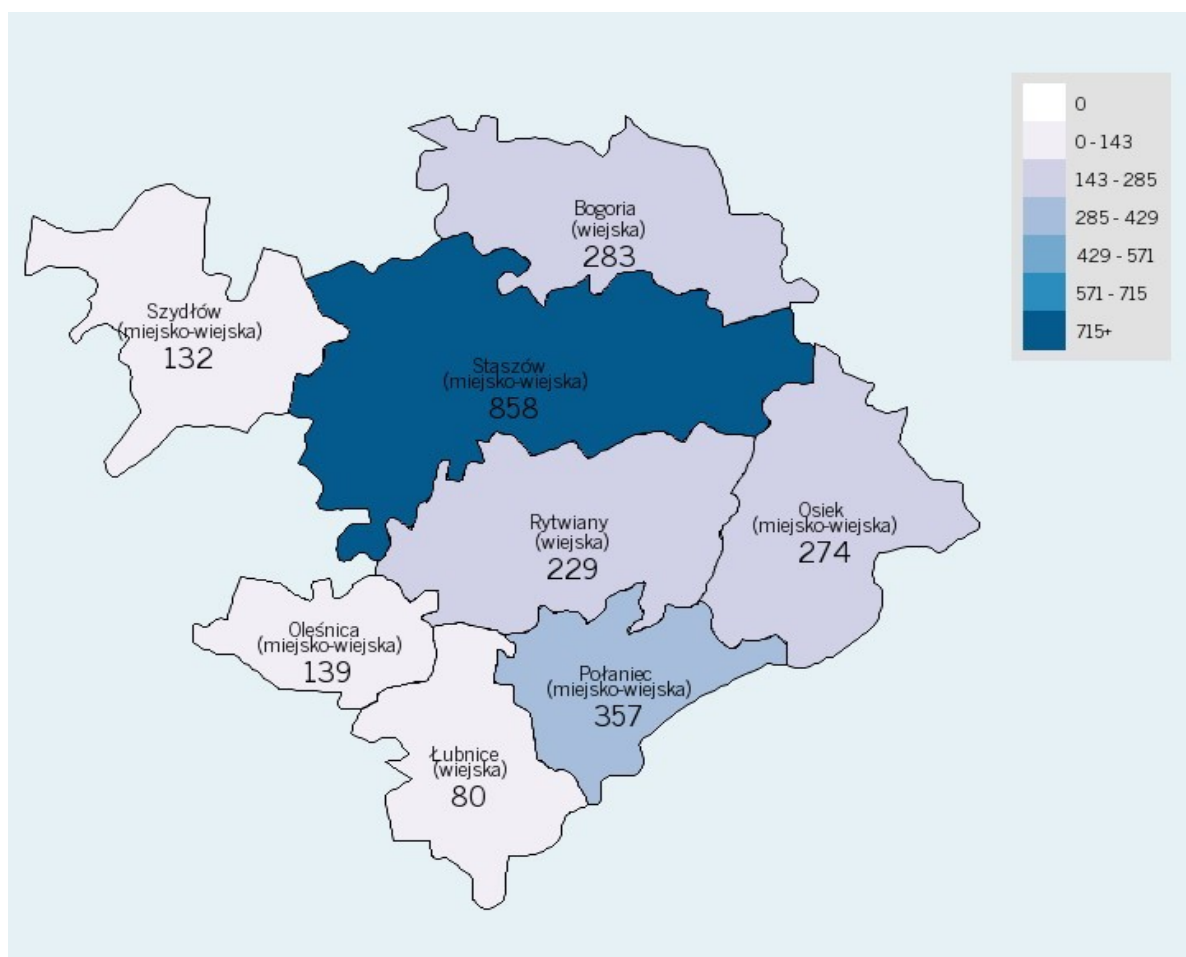 0
0 - 143
143 - 285
285 - 429
429 - 571
571 - 715
715+
Bogoria
(wiejska)
283
Szydłów
(miejsko-wiejska)
132
Staszów
(miejsko-wiejska)
858
Osiek
(miejsko-wiejska)
274
Rytwiany
(wiejska)
229
Oleśnica
(miejsko-wiejska)
139
Połaniec
(miejsko-wiejska)
357
Łubnice
(wiejska)
80